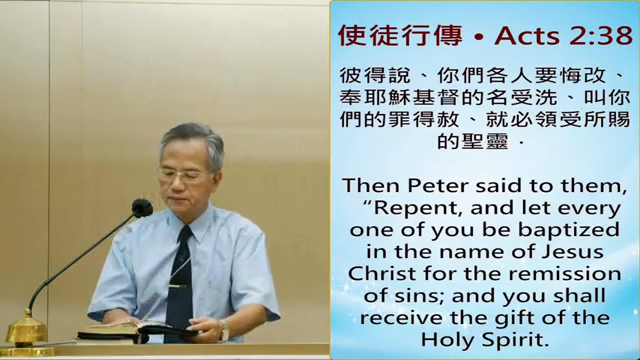 使徒行傳 • Acts 2:38
彼得說、你們各人要悔改、
奉耶穌基督的名受洗、叫你
們的罪得赦、就必領受所賜
的聖靈．
Then Peter said to them,
“Repent, and let every
one of you be baptized
in the name of Jesus
Christ for the remission
of sins; and you shall
receive the gift of the
Holy Spirit.